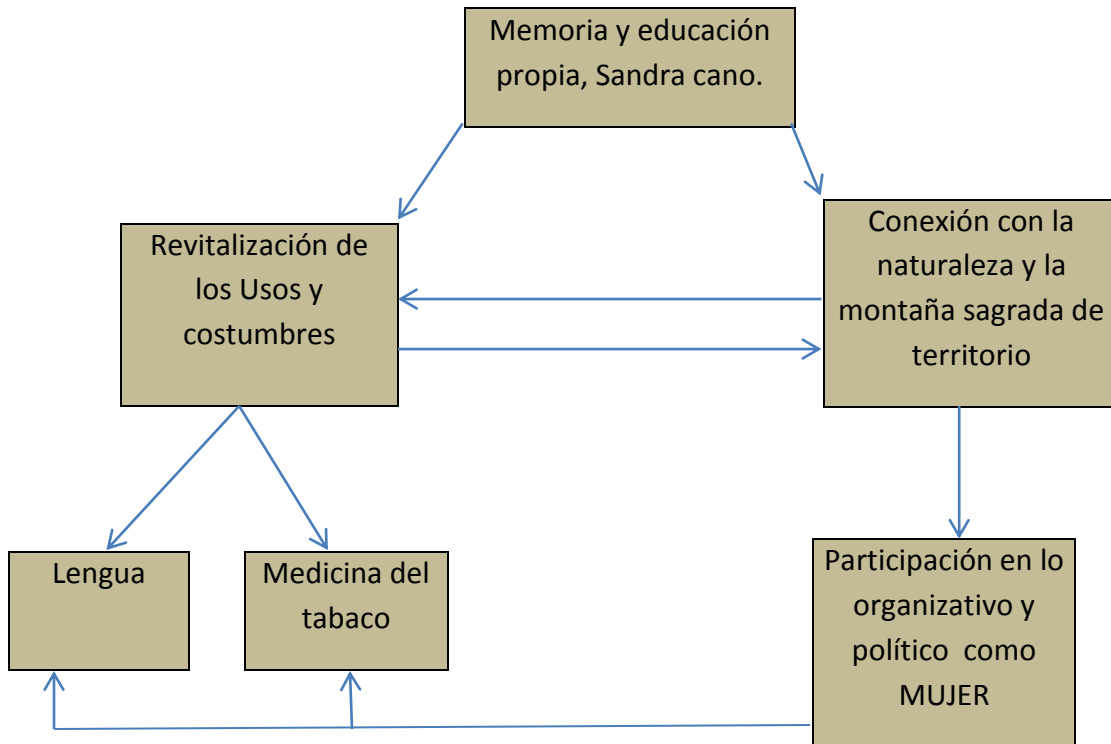 Memoria y educación
propia, Sandra cano.
Revitalización de
los Usos y
costumbres
Conexión con la
naturaleza y la
montaña sagrada de
territorio
Lengua
Medicina del
tabaco
Participación en lo
organizativo y
político  como
MUJER